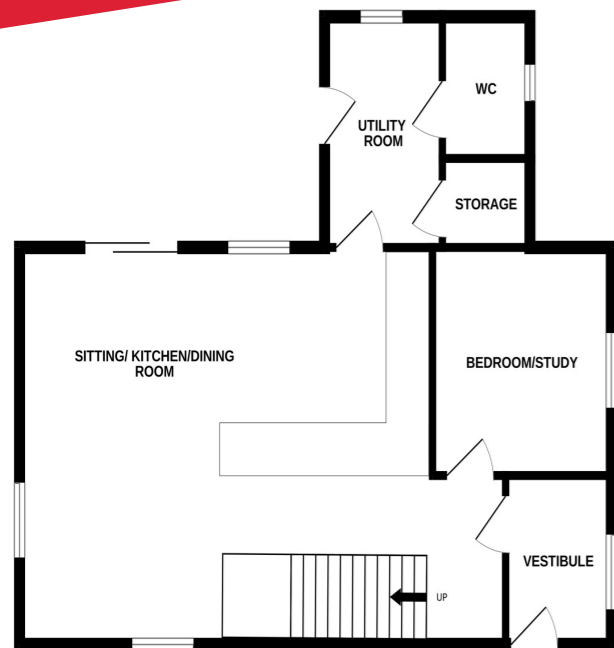 WC
UTILITY
ROOM
STORAGE
SITTING/ KITCHEN/DINING
ROOM
BEDROOM/STUDY
VESTIBULE
UP